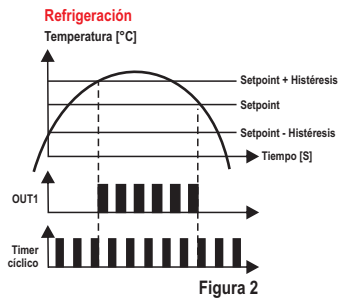 Refrigeración
Temperatura [°C]
Setpoint + Histéresis
Setpoint
Setpoint - Histéresis
Tiempo [S]
OUT1
Timer
cíclico
Figura 2